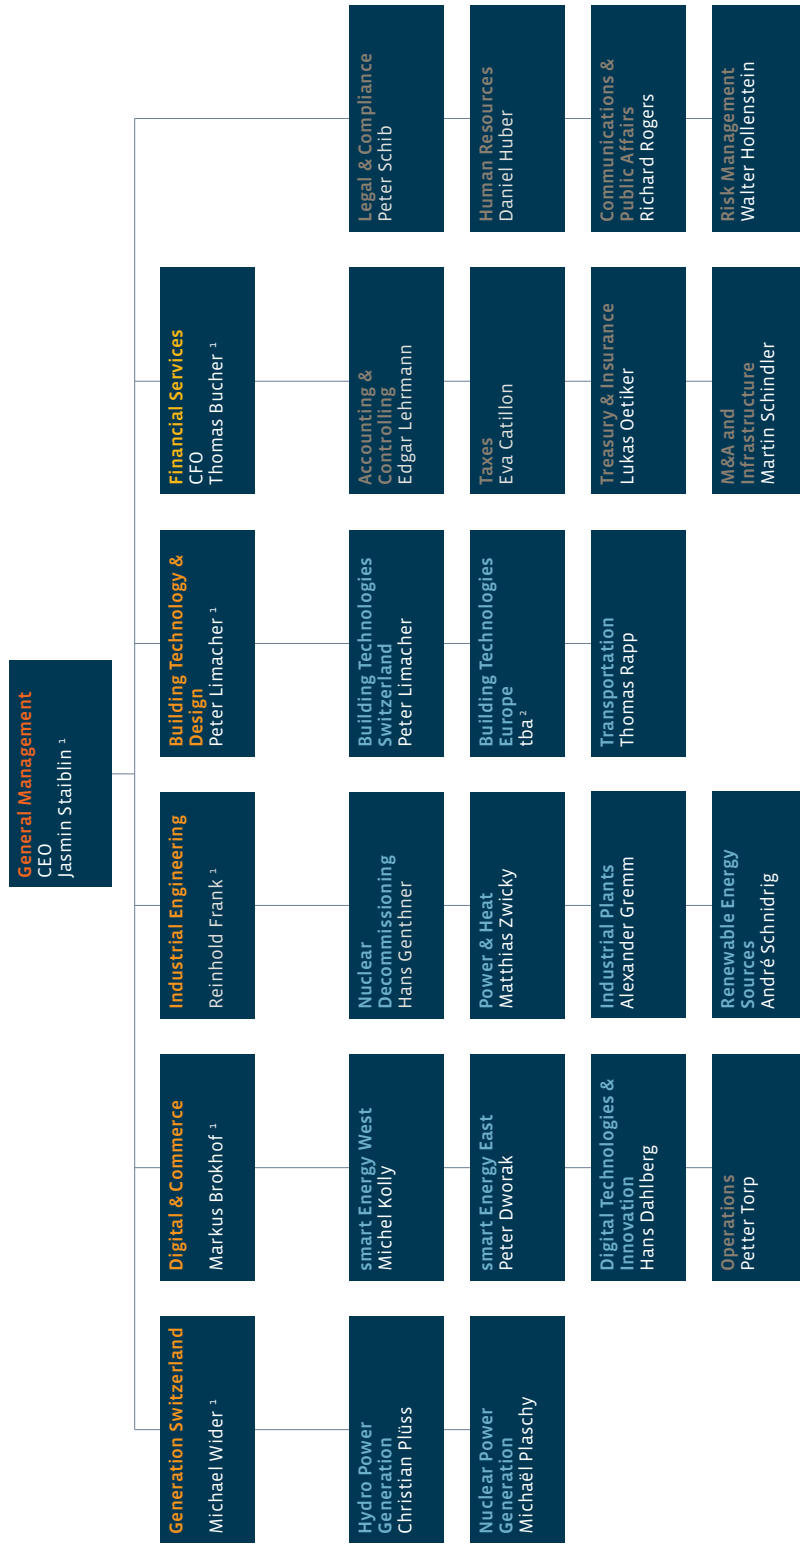 General Management
CEO
Jasmin Staiblin ¹
Generation Switzerland
Michael Wider ¹
Digital & Commerce
Markus Brokhof ¹
Industrial Engineering
Reinhold Frank ¹
Building Technology &
Design
Peter Limacher ¹
Financial Services
CFO
Thomas Bucher ¹
Hydro Power
Generation
Christian Plüss
smart Energy West
Michel Kolly
Nuclear
Decommissioning
Hans Genthner
Building Technologies
Switzerland
Peter Limacher
Accounting &
Controlling
Edgar Lehrmann
Legal & Compliance
Peter Schib
Nuclear Power
Generation
Michaël Plaschy
smart Energy East
Peter Dworak
Power & Heat
Matthias Zwicky
Building Technologies
Europe
tba ²
Taxes
Eva Catillon
Human Resources
Daniel Huber
Digital Technologies &
Innovation
Hans Dahlberg
Industrial Plants
Alexander Gremm
Transportation
Thomas Rapp
Treasury & Insurance
Lukas Oetiker
Communications &
Public Affairs
Richard Rogers
Operations
Petter Torp
Renewable Energy
Sources
André Schnidrig
M&A and
Infrastructure
Martin Schindler
Risk Management
Walter Hollenstein